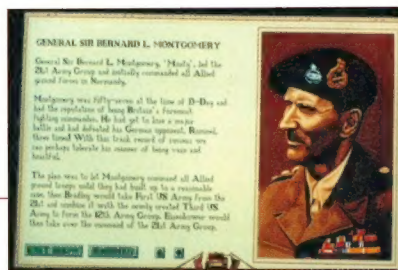 GENERAL SIR BERNARD L. MONTGOMERY
General Sir Bernard L. Montgomery, 'Monty', led the
21st Army Group and initially commanded all Allied
ground forces in Normandy.
Montgomery was fifty-seven at the time of D-Day and
had the reputation of being Britain's foremost
fighting commander. He had yet to lose a major
battle and had defeated his German opponent, Rommel,
three times! With this track record of success we
can perhaps tolerate his manner of being vain and
boastful.
The plan was to let Montgomery command all Allied
ground troops until they had built up to a reasonable
size, then Bradley would take First US Army from the
21st and combine it with the newly created Third US
Army to form the 12th Army Group. Eisenhower would
then take over the command of the 21st Army Group.